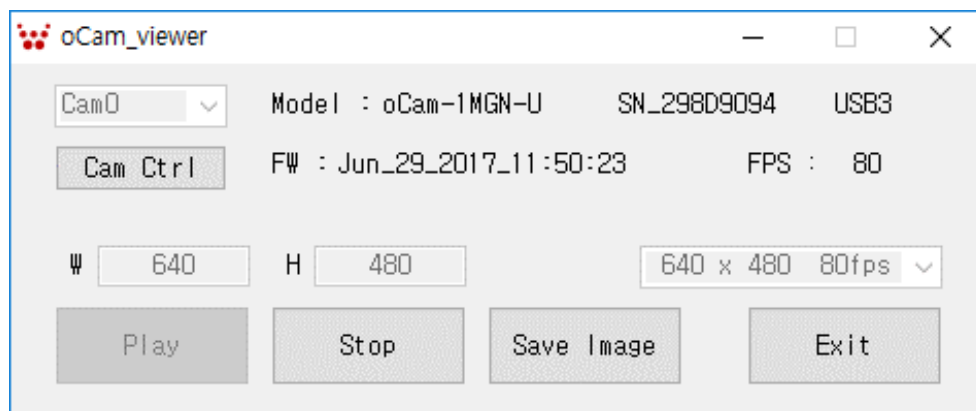 oCam_viewer
Cam0 Model : oCam-1MGN-U SN_298D9094 USB3
Cam Ctrl FW : Jun_29_2017_11:50:23 FPS : 80
W 640 H 480 640 x 480 80fps
Play Stop Save Image Exit